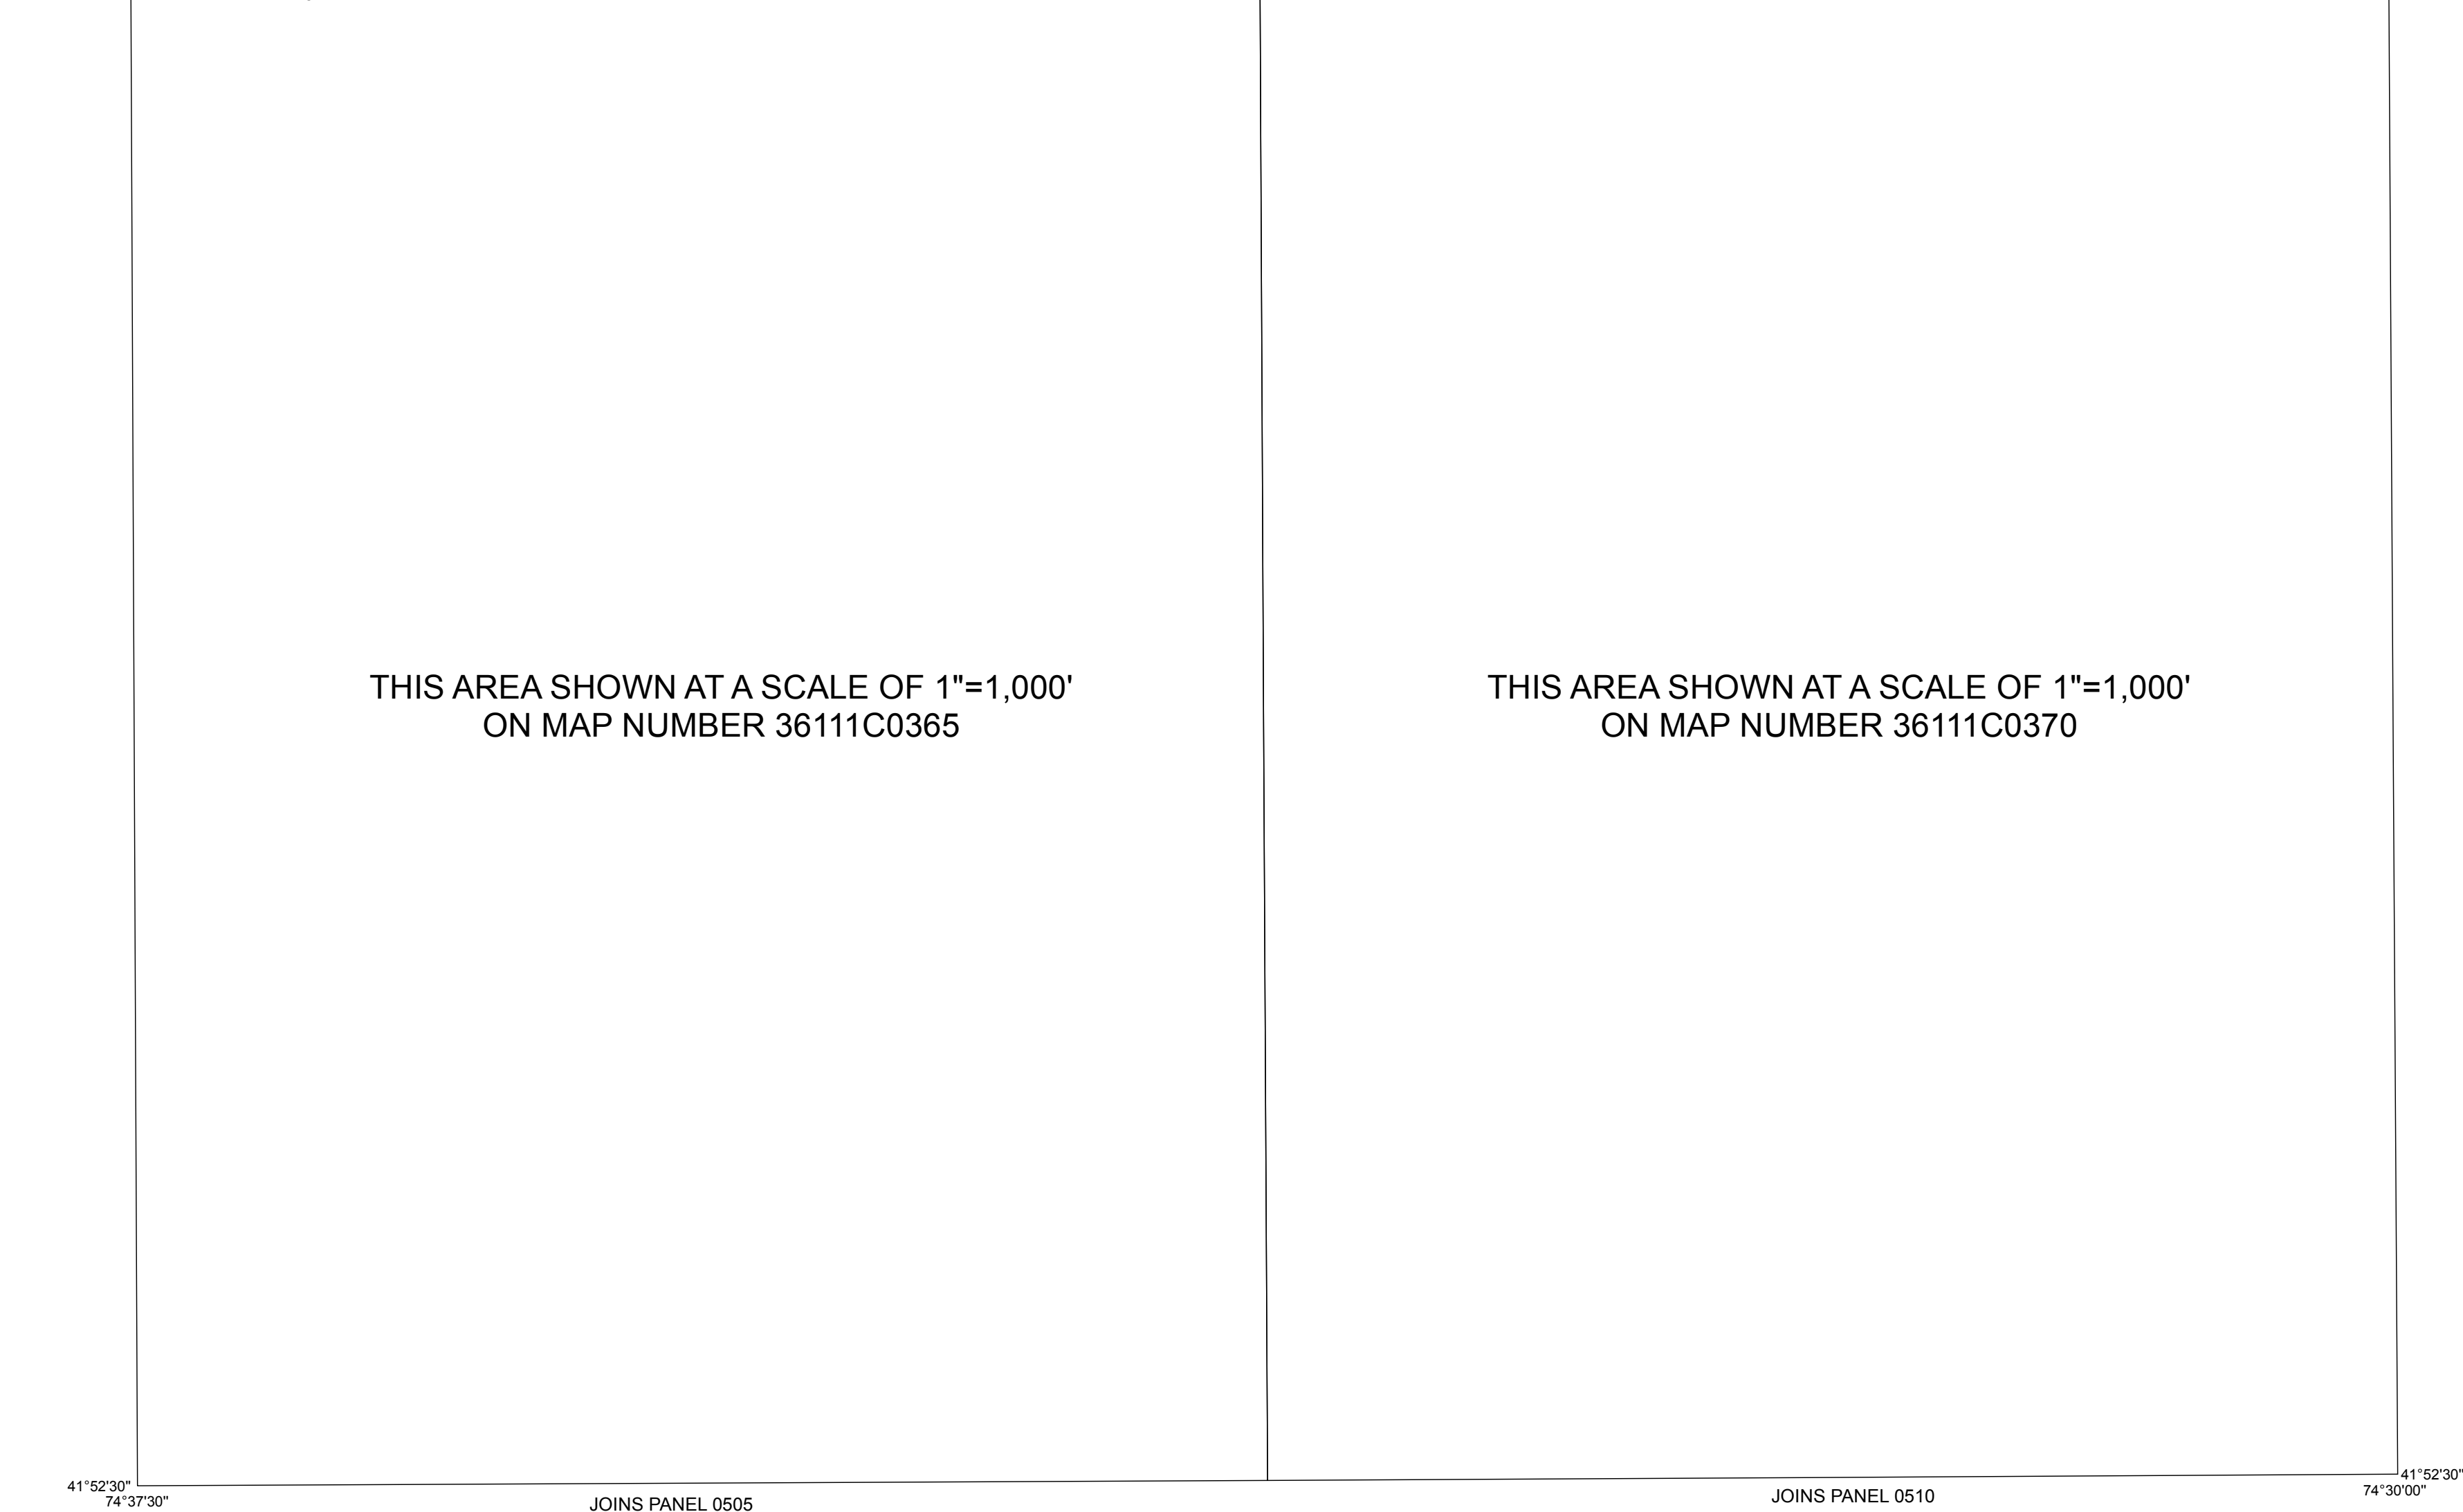 THIS AREA SHOWN AT A SCALE OF 1"=1,000'
ON MAP NUMBER 36111C0365
THIS AREA SHOWN AT A SCALE OF 1"=1,000'
ON MAP NUMBER 36111C0370
41°52'30"
74°37'30"
JOINS PANEL 0505
JOINS PANEL 0510
41°52'30"
74°30'00"